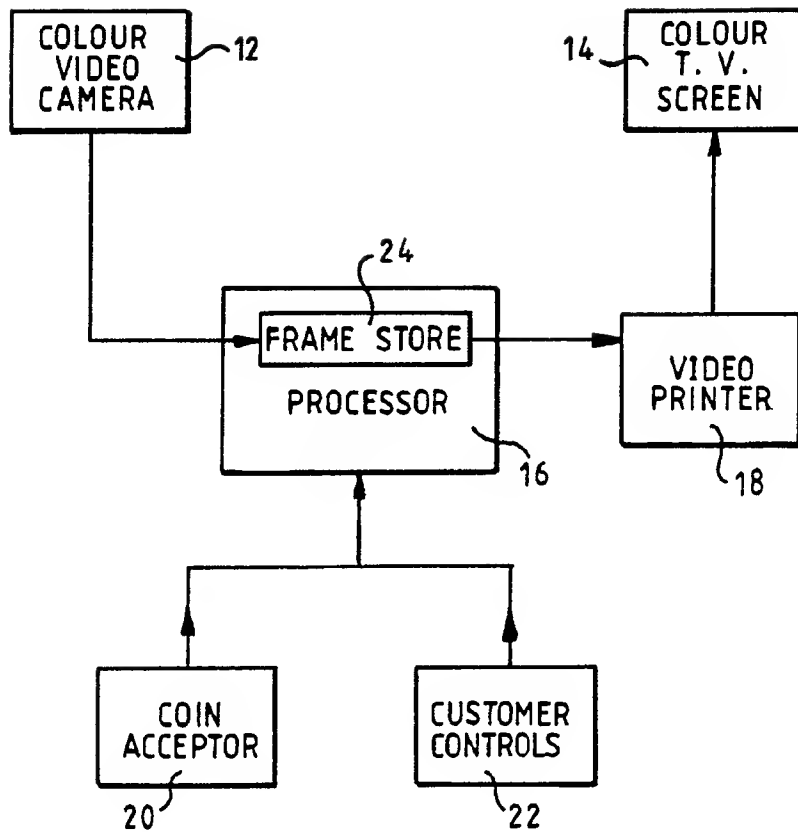 COLOUR
VIDEO
CAMERA
12
14
COLOUR
T. V.
SCREEN
24
FRAME STORE
PROCESSOR
16
VIDEO
PRINTER
18
COIN
ACCEPTOR
20
CUSTOMER
CONTROLS
22